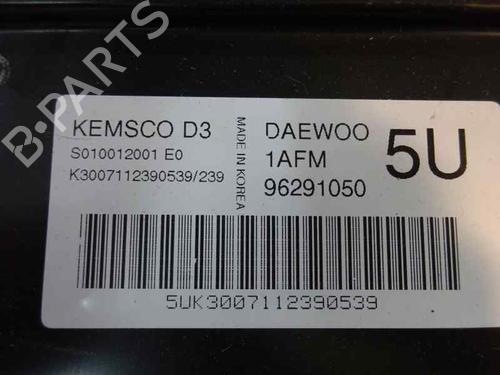 KEMSCO D3
S010012001 E0
K3007112390539/239
MADE IN KOREA
DAEWOO
1AFM
96291050
5U
5UK3007112390539
B-PARTS